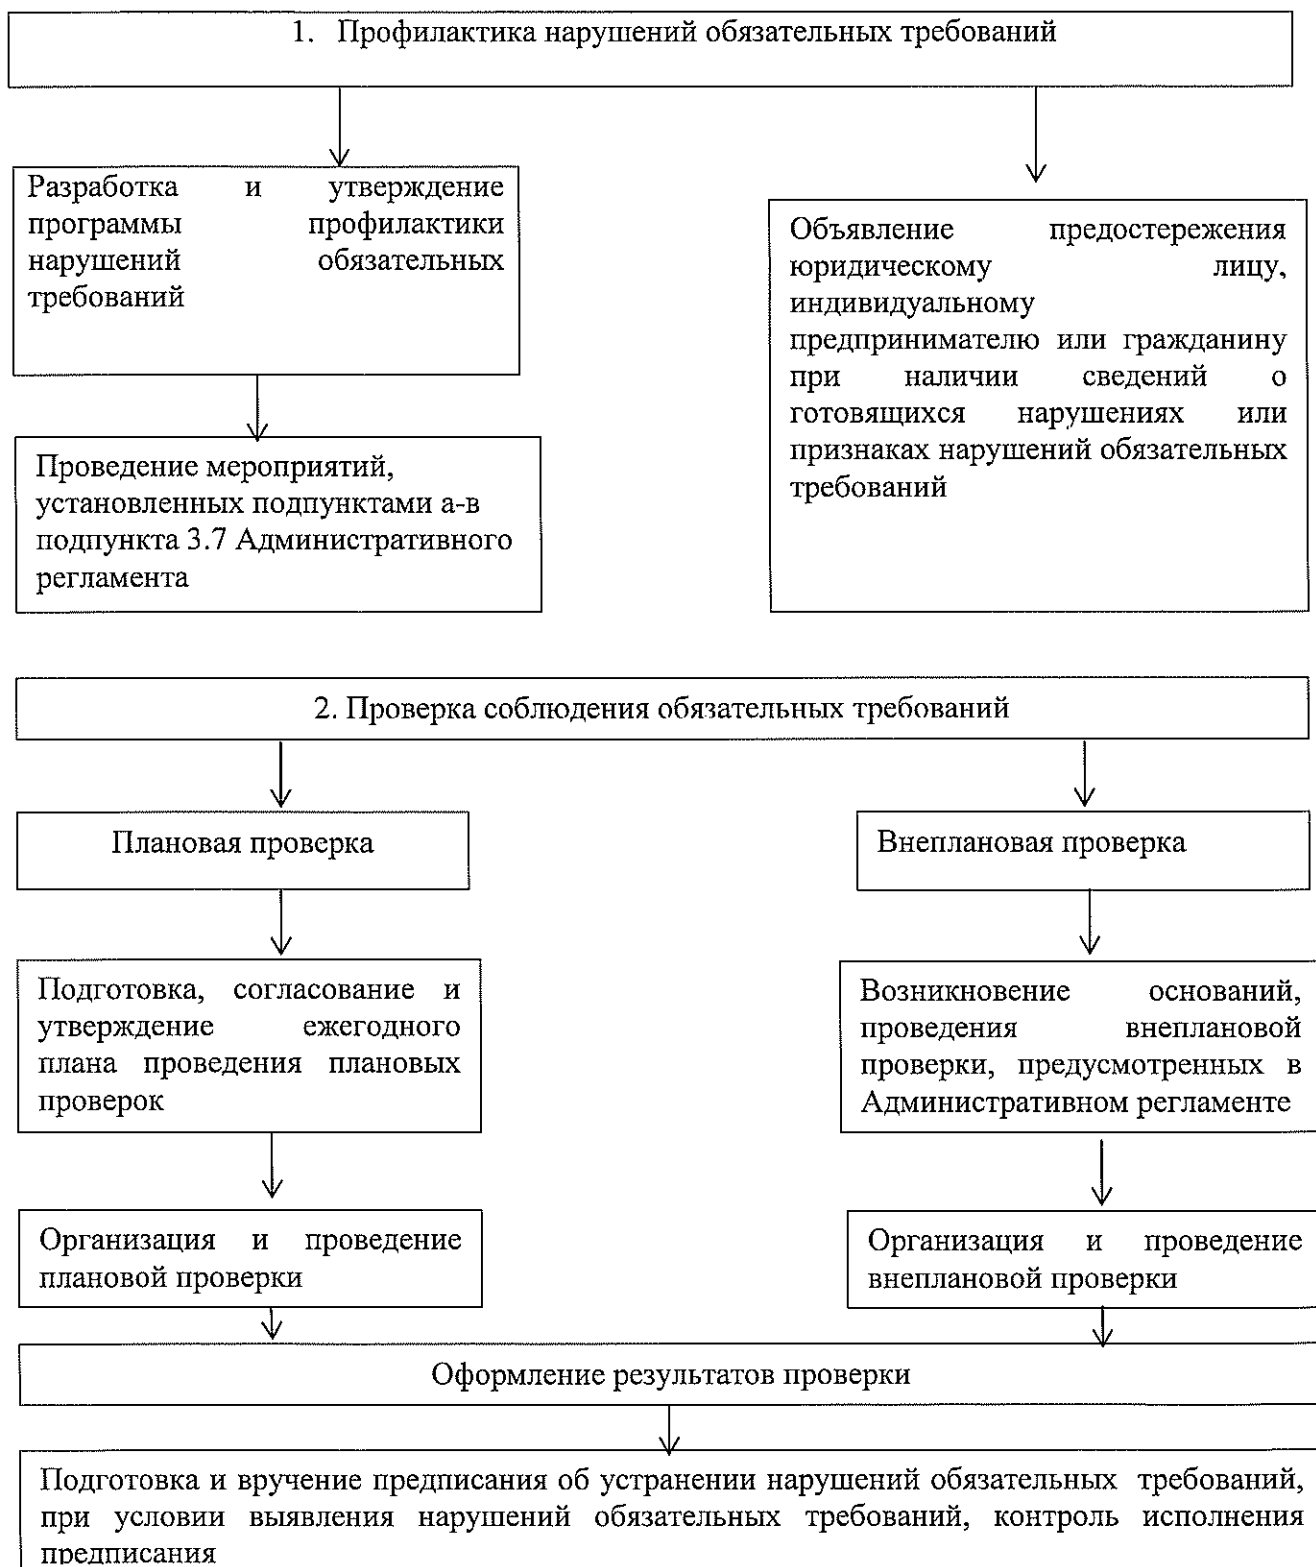 1. Профилактика нарушений обязательных требований
Разработка и утверждение
программы профилактики
нарушений обязательных
требований
Объявление предостережения
юридическому лицу,
индивидуальному
предпринимателю или гражданину
при наличии сведений о
готовящихся нарушениях или
признаках нарушений обязательных
требований
Проведение мероприятий,
установленных подпунктами а-в
подпункта 3.7 Административного
регламента
2. Проверка соблюдения обязательных требований
Плановая проверка
Внеплановая проверка
Подготовка, согласование и
утверждение ежегодного
плана проведения плановых
проверок
Возникновение оснований,
проведения внеплановой
проверки, предусмотренных в
Административном регламенте
Организация и проведение
плановой проверки
Организация и проведение
внеплановой проверки
Оформление результатов проверки
Подготовка и вручение предписания об устранении нарушений обязательных требований,
при условии выявления нарушений обязательных требований, контроль исполнения
предписания